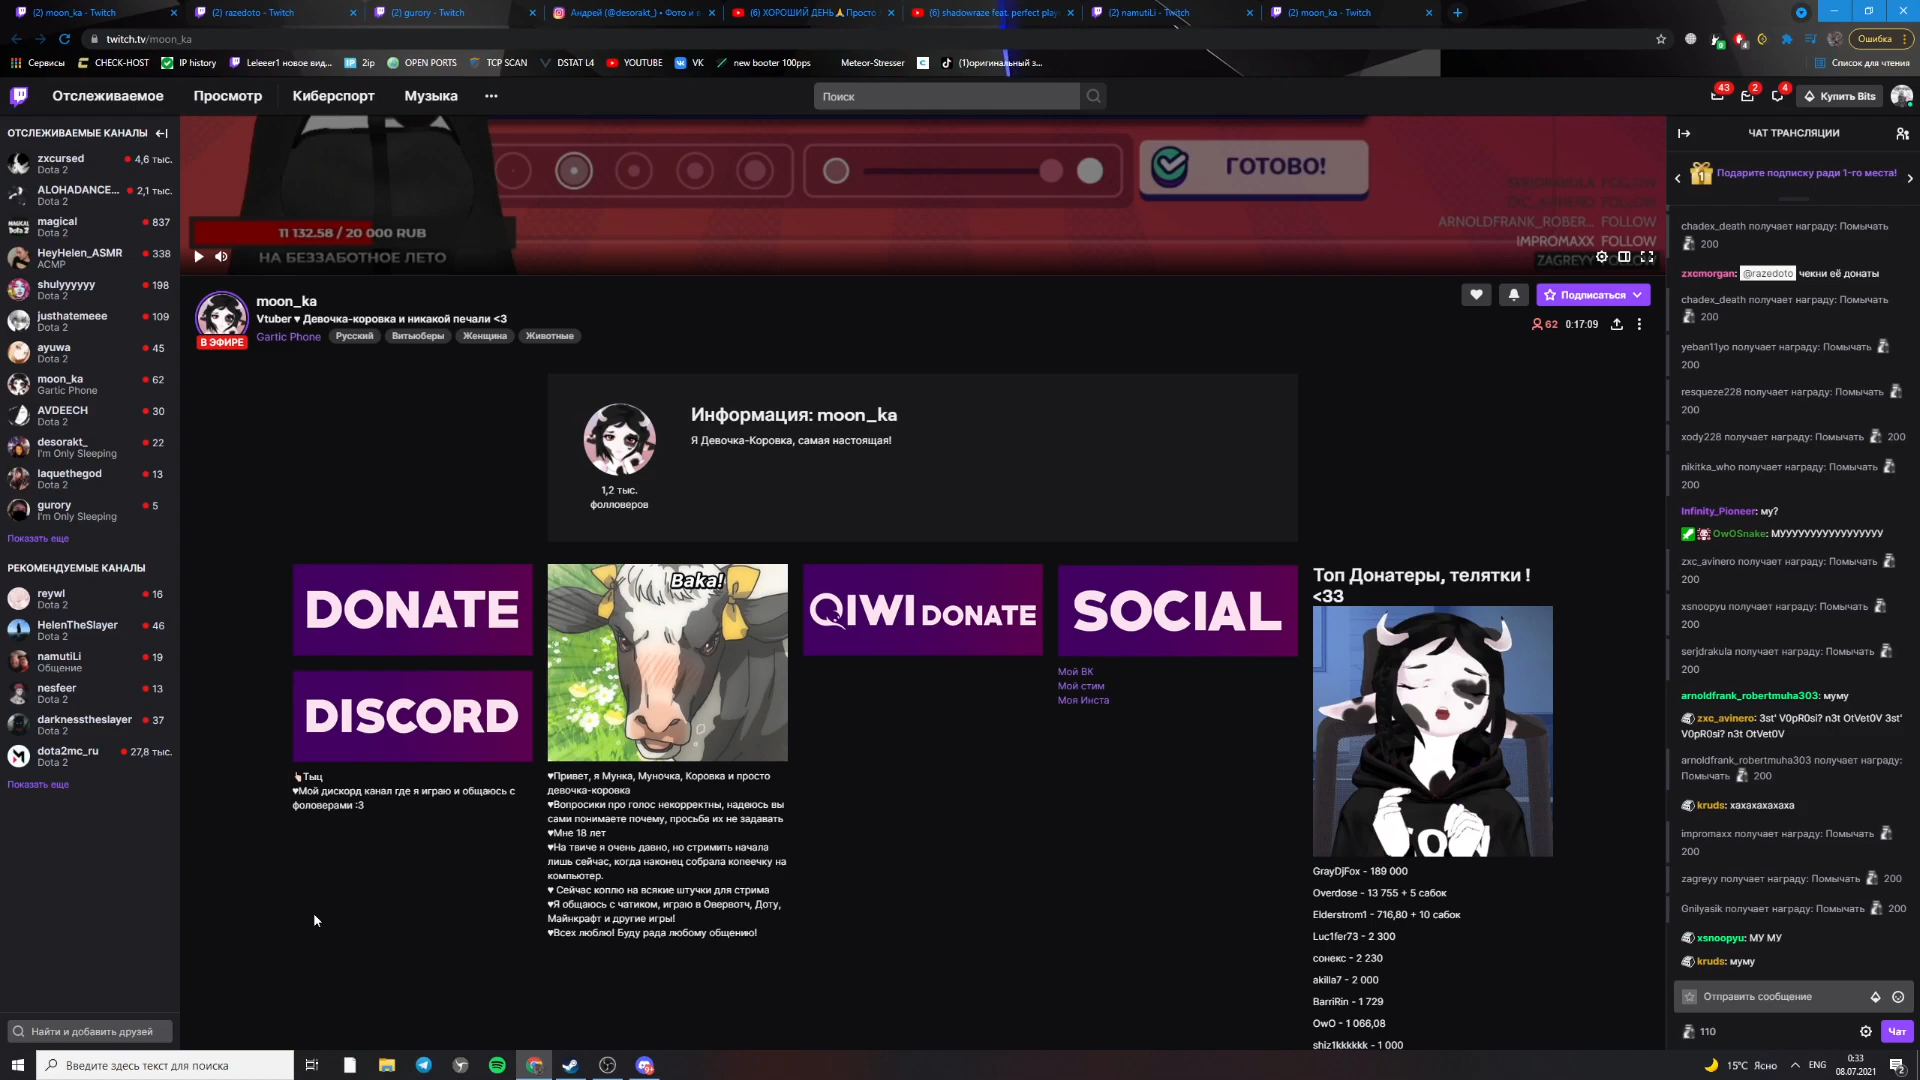 (2) moon_ka - Twitch
(2) razedoto - Twitch
(2) gurory - Twitch
Андрей (@desorakt_) • Фото и в
(6) ХОРОШИЙ ДЕНЬ🙏Просто
(6) shadowraze feat. perfect play
(2) namutiLi - Twitch
(2) moon_ka - Twitch
twitch.tv/moon_ka
Ошибка
Сервисы
CHECK-HOST
IP history
Leleeer1 новое вид...
2ip
OPEN PORTS
TCP SCAN
DSTAT L4
YOUTUBE
VK
new booter 100pps
Meteor-Stresser
(1)оригинальный з...
Список для чтения
Отслеживаемое
Просмотр
Киберспорт
Музыка
Поиск
43
2
4
Купить Bits
ОТСЛЕЖИВАЕМЫЕ КАНАЛЫ
zxcursed
4,6 тыс.
Dota 2
ALOHADANCE...
2,1 тыс.
Dota 2
magical
837
Dota 2
HeyHelen_ASMR
338
АСМР
shulyyyyyy
198
Dota 2
justhatemeee
109
Dota 2
ayuwa
45
Dota 2
moon_ka
62
Gartic Phone
AVDEECH
30
Dota 2
desorakt_
22
I'm Only Sleeping
laquethegod
13
Dota 2
gurory
5
I'm Only Sleeping
Показать еще
РЕКОМЕНДУЕМЫЕ КАНАЛЫ
reywl
16
Dota 2
HelenTheSlayer
46
Dota 2
namutiLi
19
Общение
nesfeer
13
Dota 2
darknesstheslayer
37
Dota 2
dota2mc_ru
27,8 тыс.
Dota 2
Показать еще
Найти и добавить друзей
ГОТОВО!
11 132.58 / 20 000 RUB
НА БЕЗЗАБОТНОЕ ЛЕТО
ARNOLDFRANK_ROBER... FOLLOW
IMPROMAXX FOLLOW
ZAGREYY FOLLOW
В ЭФИРЕ
moon_ka
Vtuber ♥ Девочка-коровка и никакой печали <3
Gartic Phone
Русский
Витьюберы
Женщина
Животные
Подписаться
62
0:17:09
1,2 тыс.
фолловеров
Информация: moon_ka
Я Девочка-Коровка, самая настоящая!
DONATE
DISCORD
👆🏻Тыц
♥Мой дискорд канал где я играю и общаюсь с
фоловерами :3
Baka!
♥Привет, я Мунка, Муночка, Коровка и просто
девочка-коровка
♥Вопросики про голос некорректны, надеюсь вы
сами понимаете почему, просьба их не задавать
♥Мне 18 лет
♥На твиче я очень давно, но стримить начала
лишь сейчас, когда наконец собрала копеечку на
компьютер.
♥ Сейчас коплю на всякие штучки для стрима
♥Я общаюсь с чатиком, играю в Овервотч, Доту,
Майнкрафт и другие игры!
♥Всех люблю! Буду рада любому общению!
QIWI DONATE
SOCIAL
Мой ВК
Мой стим
Моя Инста
Топ Донатеры, телятки !
<33
GrayDjFox - 189 000
Overdose - 13 755 + 5 сабок
Elderstrom1 - 716,80 + 10 сабок
Luc1fer73 - 2 300
сонекс - 2 230
akilla7 - 2 000
BarriRin - 1 729
OwO - 1 066,08
shiz1kkkkkk - 1 000
ЧАТ ТРАНСЛЯЦИИ
Подарите подписку ради 1-го места!
chadex_death получает награду: Помычать
200
zxcmorgan: @razedoto чекни её донаты
chadex_death получает награду: Помычать
200
yeban11yo получает награду: Помычать
200
resqueze228 получает награду: Помычать
200
xody228 получает награду: Помычать 200
nikitka_who получает награду: Помычать
200
Infinity_Pioneer: му?
OwOSnake: МУУУУУУУУУУУУУУУУУ
zxc_avinero получает награду: Помычать
200
xsnoopyu получает награду: Помычать
200
serjdrakula получает награду: Помычать
200
arnoldfrank_robertmuha303: муму
zxc_avinero: 3st' V0pR0si? n3t OtVet0V 3st'
V0pR0si? n3t OtVet0V
arnoldfrank_robertmuha303 получает награду:
Помычать 200
kruds: хахахахахаха
impromaxx получает награду: Помычать
200
zagreyy получает награду: Помычать 200
Gnilyasik получает награду: Помычать 200
xsnoopyu: МУ МУ
kruds: муму
Отправить сообщение
110
Чат
Введите здесь текст для поиска
15°C Ясно
ENG
0:33
08.07.2021